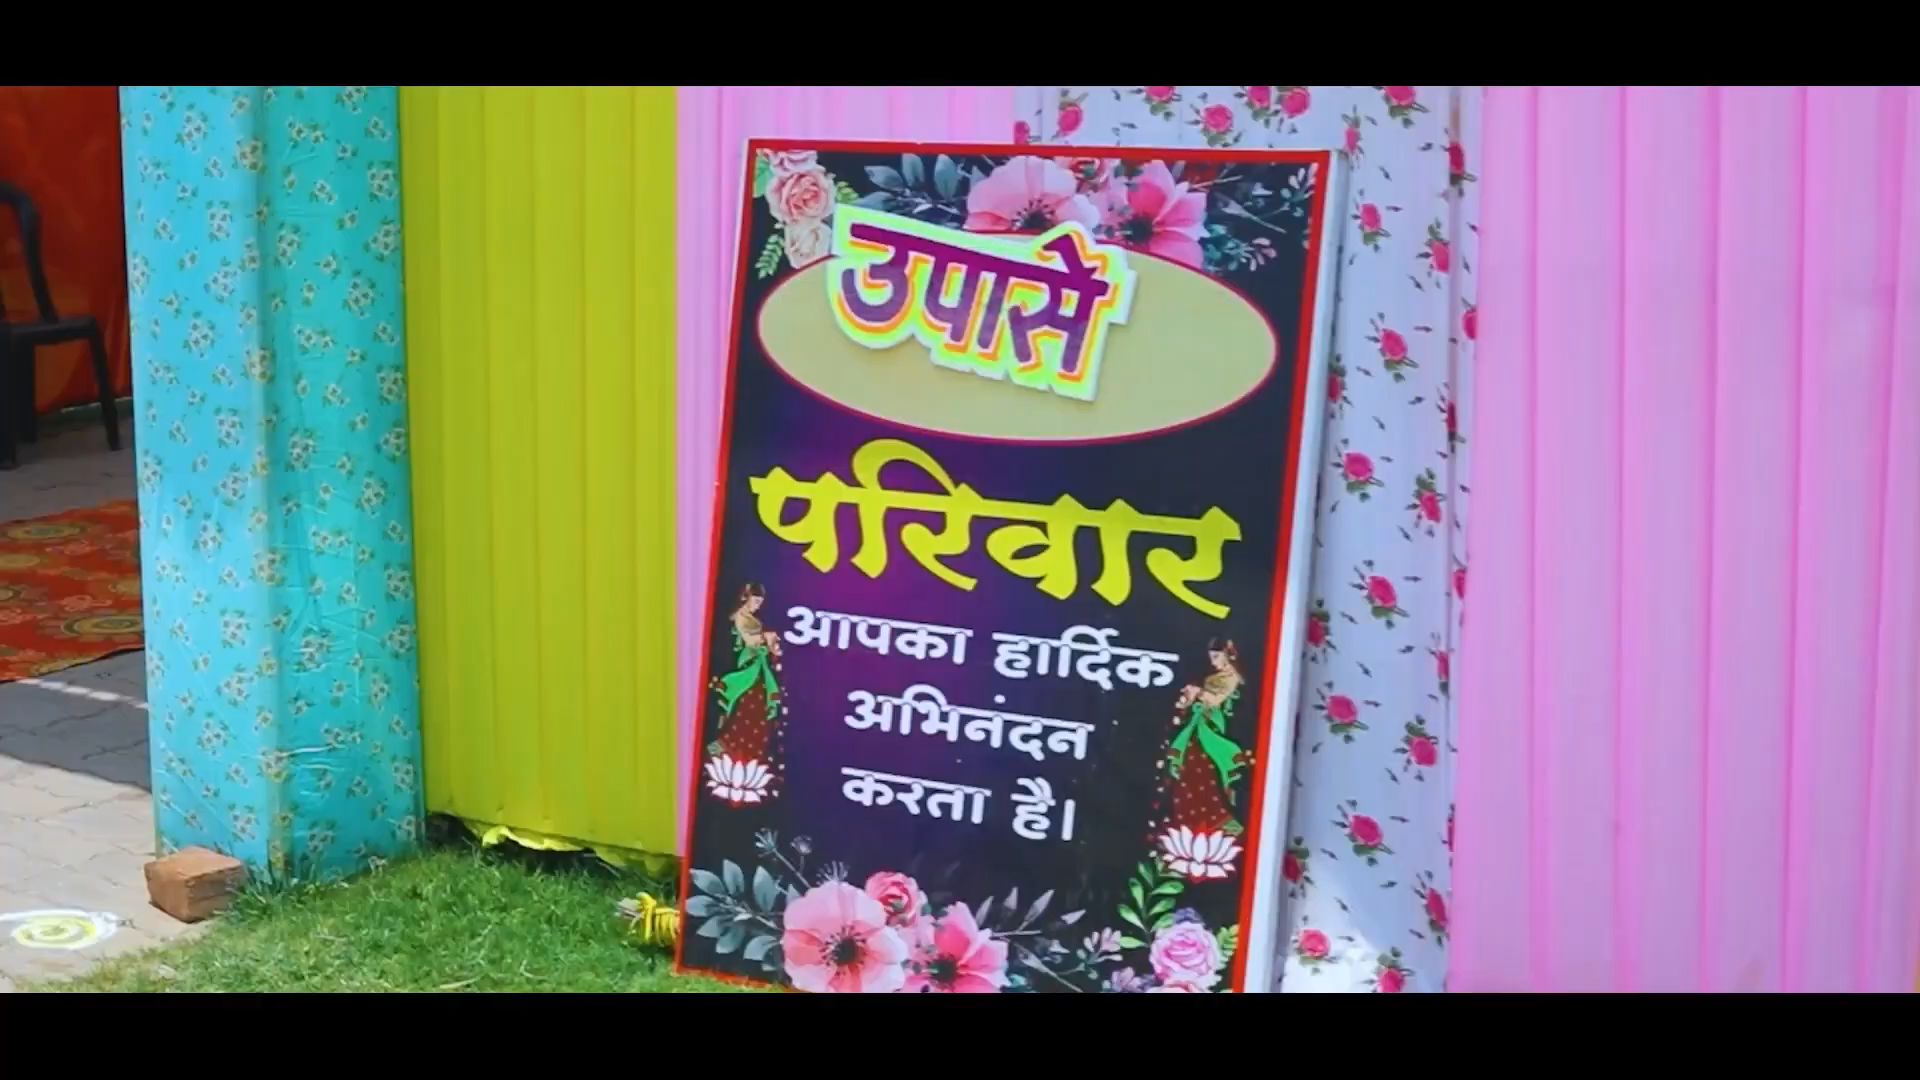 उपासे
परिवार
आपका हार्दिक
अभिनंदन
करता है।